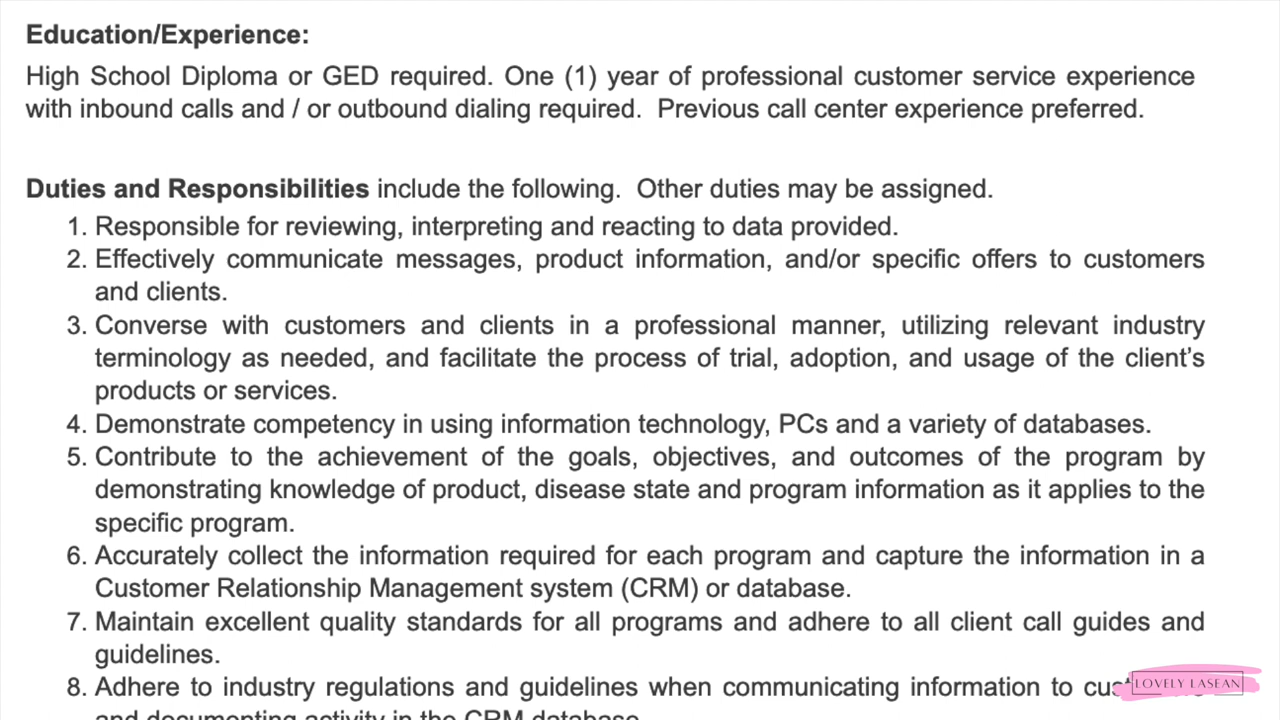 Education/Experience:
High School Diploma or GED required. One (1) year of professional customer service experience
with inbound calls and / or outbound dialing required. Previous call center experience preferred.
Duties and Responsibilities include the following. Other duties may be assigned.
1. Responsible for reviewing, interpreting and reacting to data provided.
2. Effectively communicate messages, product information, and/or specific offers to customers
and clients.
3. Converse with customers and clients in a professional manner, utilizing relevant industry
terminology as needed, and facilitate the process of trial, adoption, and usage of the client’s
products or services.
4. Demonstrate competency in using information technology, PCs and a variety of databases.
5. Contribute to the achievement of the goals, objectives, and outcomes of the program by
demonstrating knowledge of product, disease state and program information as it applies to the
specific program.
6. Accurately collect the information required for each program and capture the information in a
Customer Relationship Management system (CRM) or database.
7. Maintain excellent quality standards for all programs and adhere to all client call guides and
guidelines.
8. Adhere to industry regulations and guidelines when communicating information to
and documenting activity in the CRM database.
LOVELY LASEAN